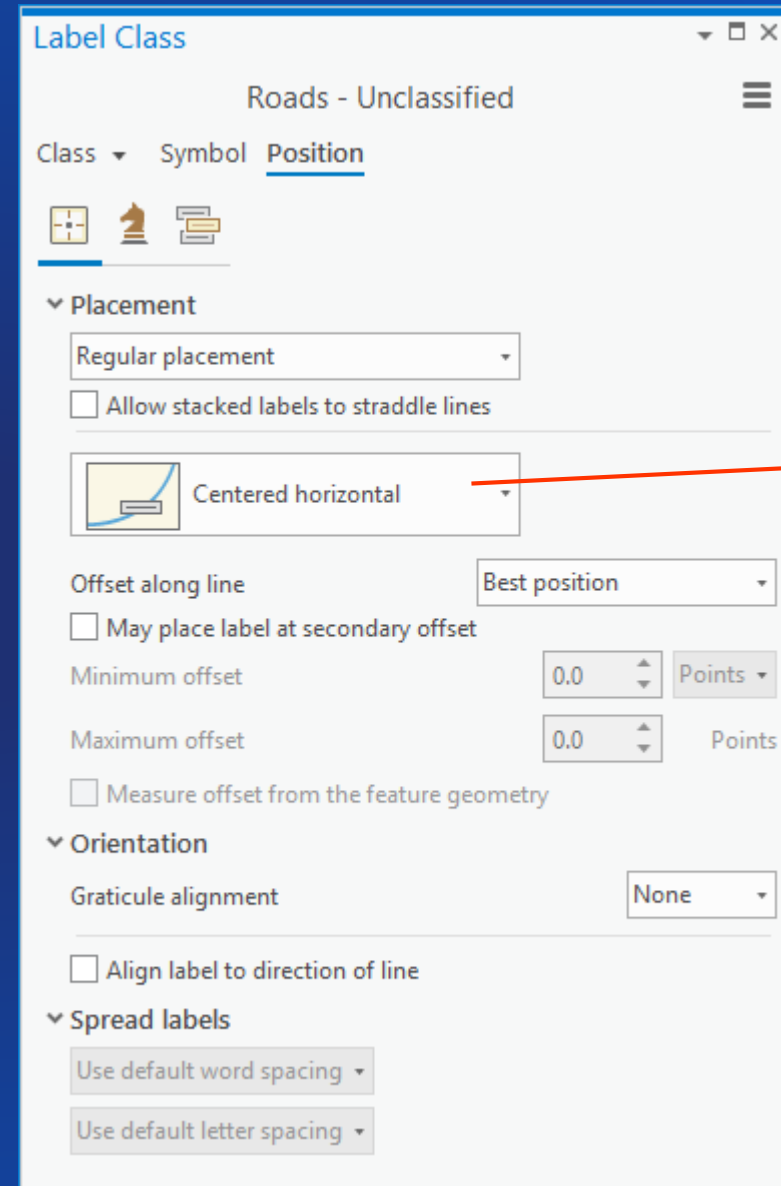 Label Class
Roads - Unclassified
Class Symbol Position
Placement
Regular placement
Allow stacked labels to straddle lines
Centered horizontal
Offset along line Best position
May place label at secondary offset
Minimum offset 0.0 Points
Maximum offset 0.0 Points
Measure offset from the feature geometry
Orientation
Graticule alignment None
Align label to direction of line
Spread labels
Use default word spacing
Use default letter spacing